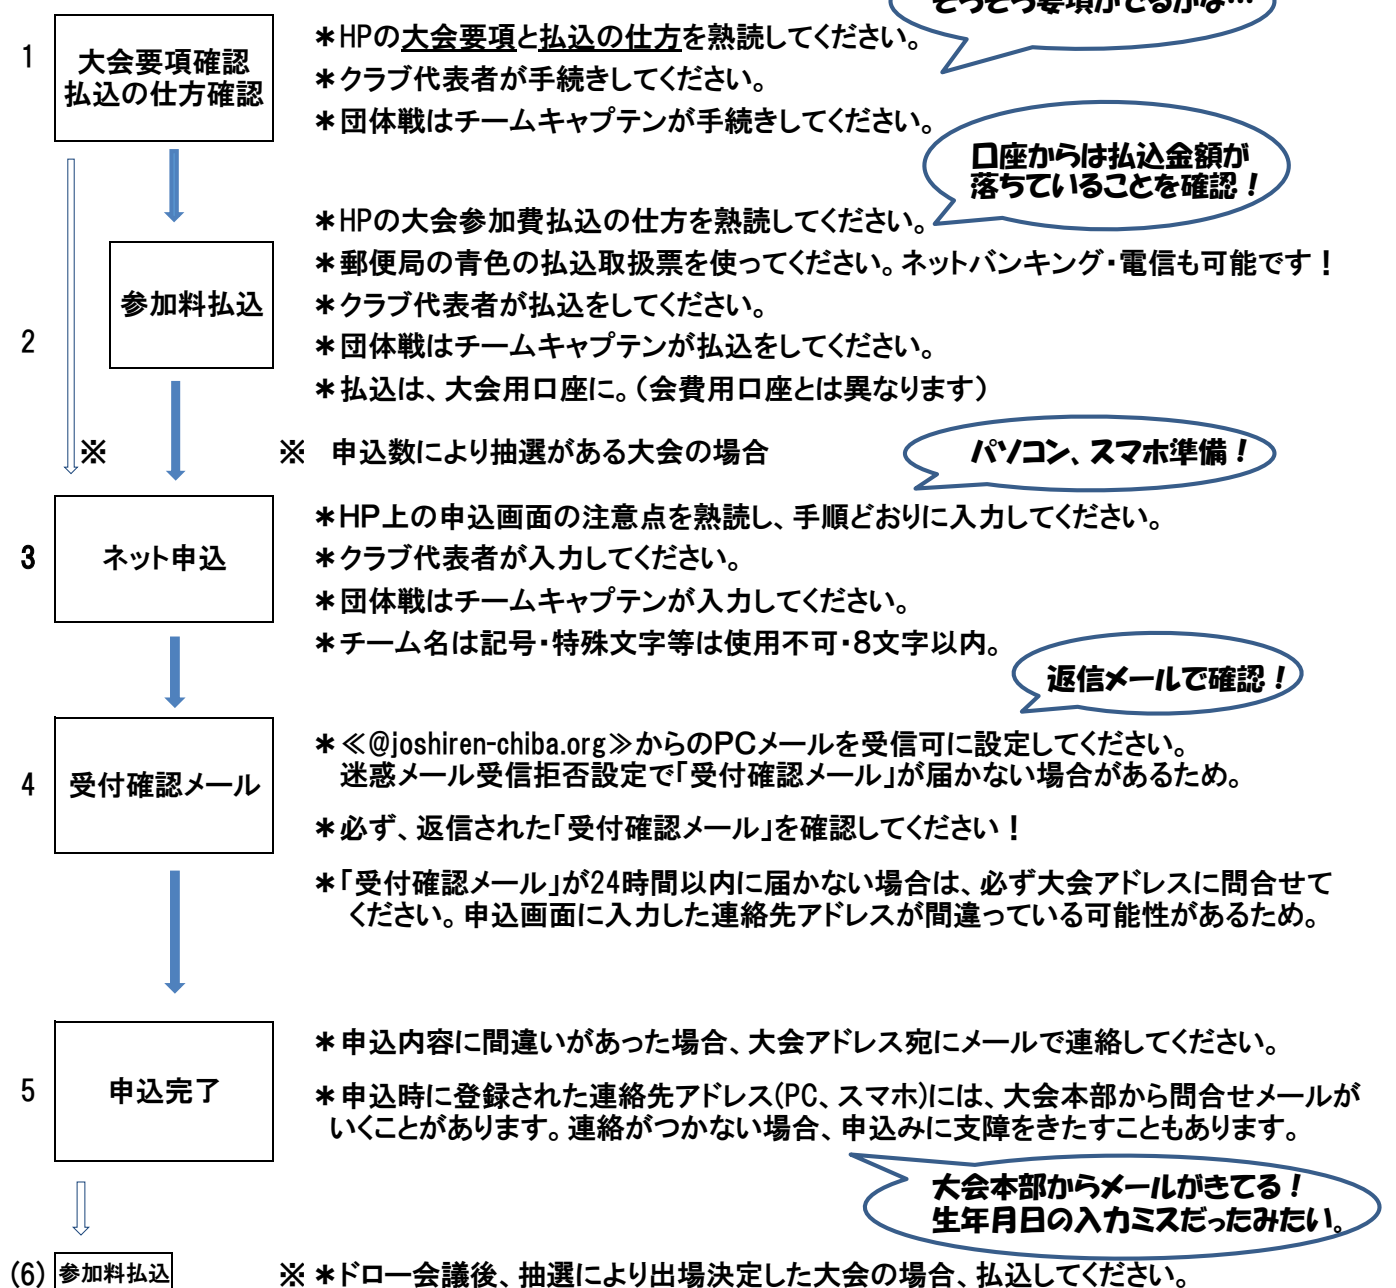 そろそろ要項がでるかな…
1
大会要項確認
払込の仕方確認
＊HPの大会要項と払込の仕方を熟読してください。
＊クラブ代表者が手続きしてください。
＊団体戦はチームキャプテンが手続きしてください。
口座からは払込金額が
落ちていることを確認！
2
参加料払込
＊HPの大会参加費払込の仕方を熟読してください。
＊郵便局の青色の払込取扱票を使ってください。ネットバンキング・電信も可能です！
＊クラブ代表者が払込をしてください。
＊団体戦はチームキャプテンが払込をしてください。
＊払込は、大会用口座に。（会費用口座とは異なります）
※
※　申込数により抽選がある大会の場合
パソコン、スマホ準備！
3
ネット申込
＊HP上の申込画面の注意点を熟読し、手順どおりに入力してください。
＊クラブ代表者が入力してください。
＊団体戦はチームキャプテンが入力してください。
＊チーム名は記号・特殊文字等は使用不可・8文字以内。
返信メールで確認！
4
受付確認メール
＊≪@joshiren-chiba.org≫からのPCメールを受信可に設定してください。
迷惑メール受信拒否設定で「受付確認メール」が届かない場合があるため。
＊必ず、返信された「受付確認メール」を確認してください！
＊「受付確認メール」が24時間以内に届かない場合は、必ず大会アドレスに問合せて
ください。申込画面に入力した連絡先アドレスが間違っている可能性があるため。
5
申込完了
＊申込内容に間違いがあった場合、大会アドレス宛にメールで連絡してください。
＊申込時に登録された連絡先アドレス(PC、スマホ)には、大会本部から問合せメールが
いくことがあります。連絡がつかない場合、申込みに支障をきたすこともあります。
大会本部からメールがきてる！
生年月日の入力ミスだったみたい。
(6)
参加料払込
※＊ドロー会議後、抽選により出場決定した大会の場合、払込してください。